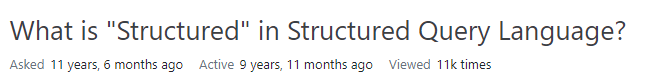 What is "Structured" in Structured Query Language?
Asked 11 years, 6 months ago Active 9 years, 11 months ago Viewed 11k times